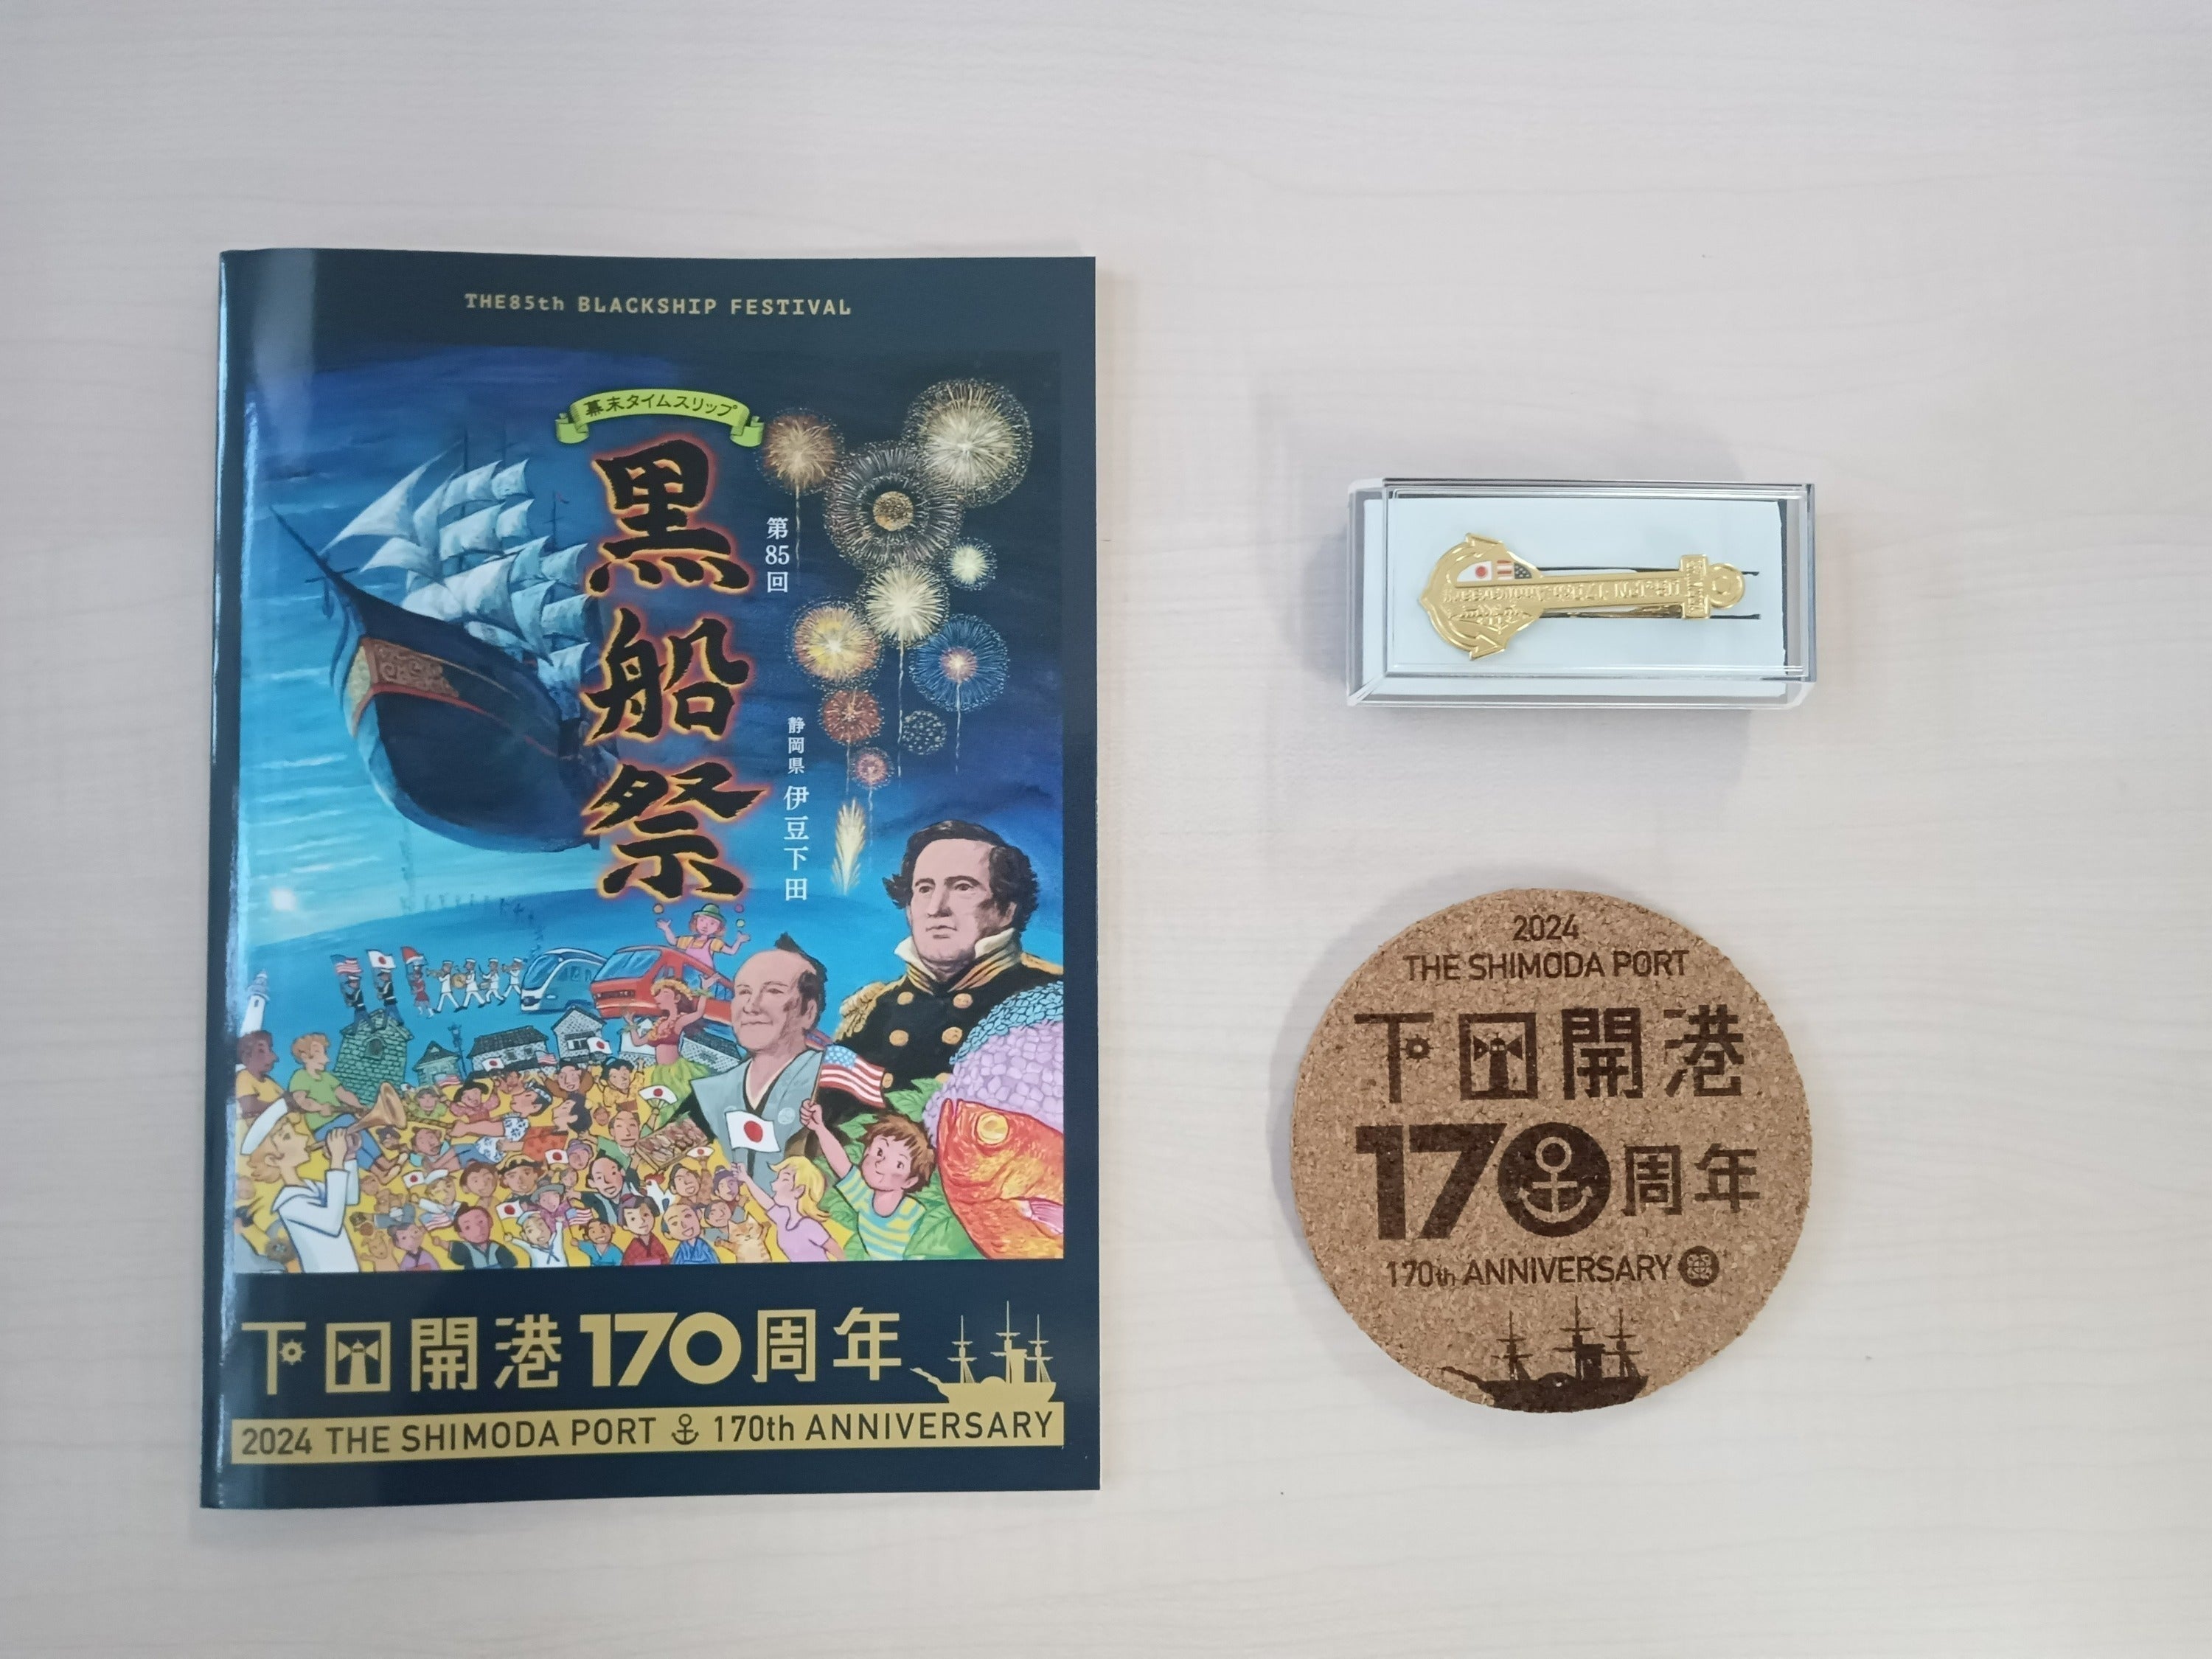 THE85th BLACKSHIP FESTIVAL
幕末タイムスリップ
黒船祭
第85回
静岡県 伊豆下田
下田開港170周年
2024 THE SHIMODA PORT 170th ANNIVERSARY
2024
THE SHIMODA PORT
下田開港
170周年
170th ANNIVERSARY